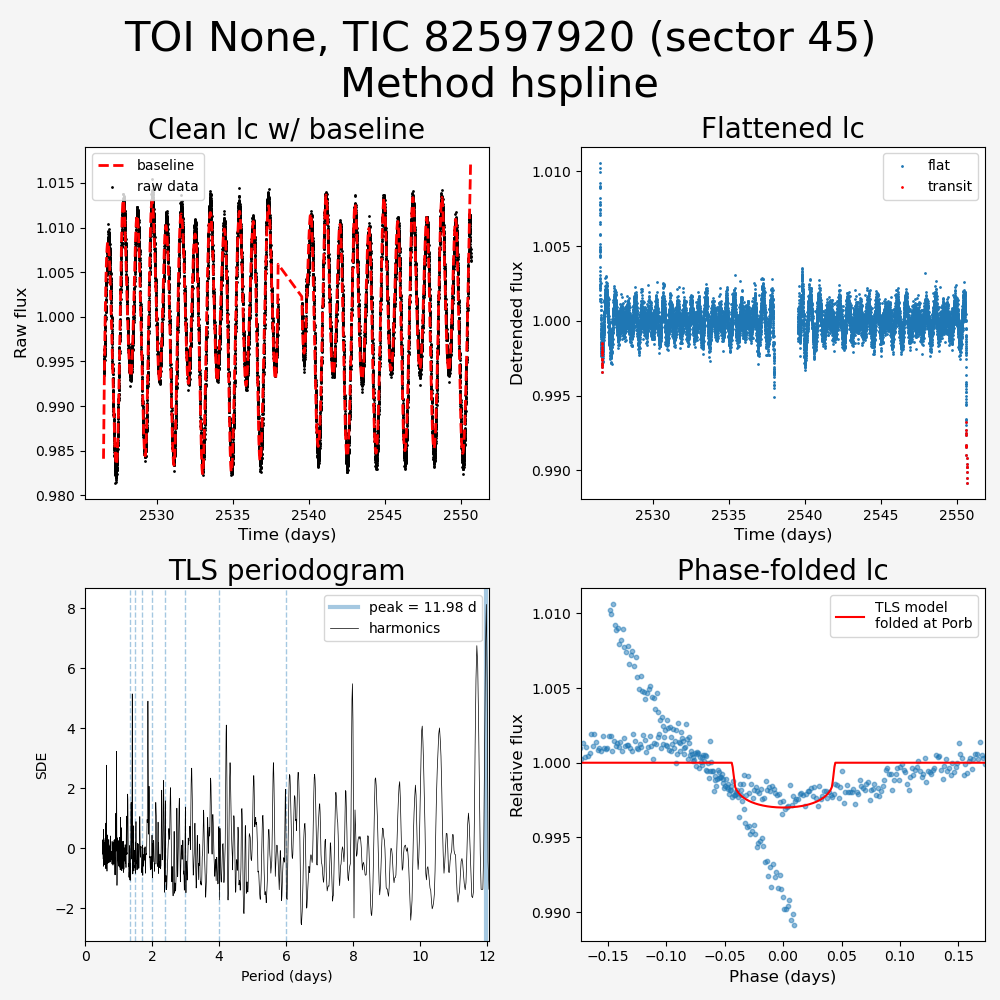 TOI None, TIC 82597920 (sector 45)
Method hspline
Clean lc w/ baseline
baseline
raw data
1.015
1.010
1.005
1.000
0.995
0.990
0.985
0.980
Raw flux
2530
2535
2540
2545
2550
Time (days)
Flattened lc
flat
transit
1.010
1.005
1.000
0.995
0.990
Detrended flux
2530
2535
2540
2545
2550
Time (days)
TLS periodogram
peak = 11.98 d
harmonics
8
6
4
2
0
−2
SDE
0
2
4
6
8
10
12
Period (days)
Phase-folded lc
TLS model
folded at Porb
1.010
1.005
1.000
0.995
0.990
Relative flux
−0.15
−0.10
−0.05
0.00
0.05
0.10
0.15
Phase (days)